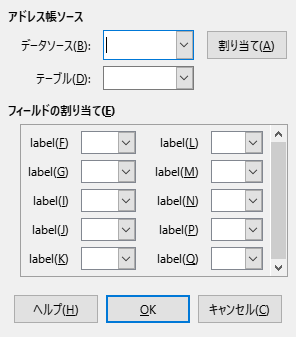 アドレス帳ソース
データソース(B): 割り当て(A)
テーブル(D):
フィールドの割り当て(E)
label(F) label(L)
label(G) label(M)
label(I) label(N)
label(J) label(P)
label(K) label(Q)
ヘルプ(H) OK キャンセル(C)